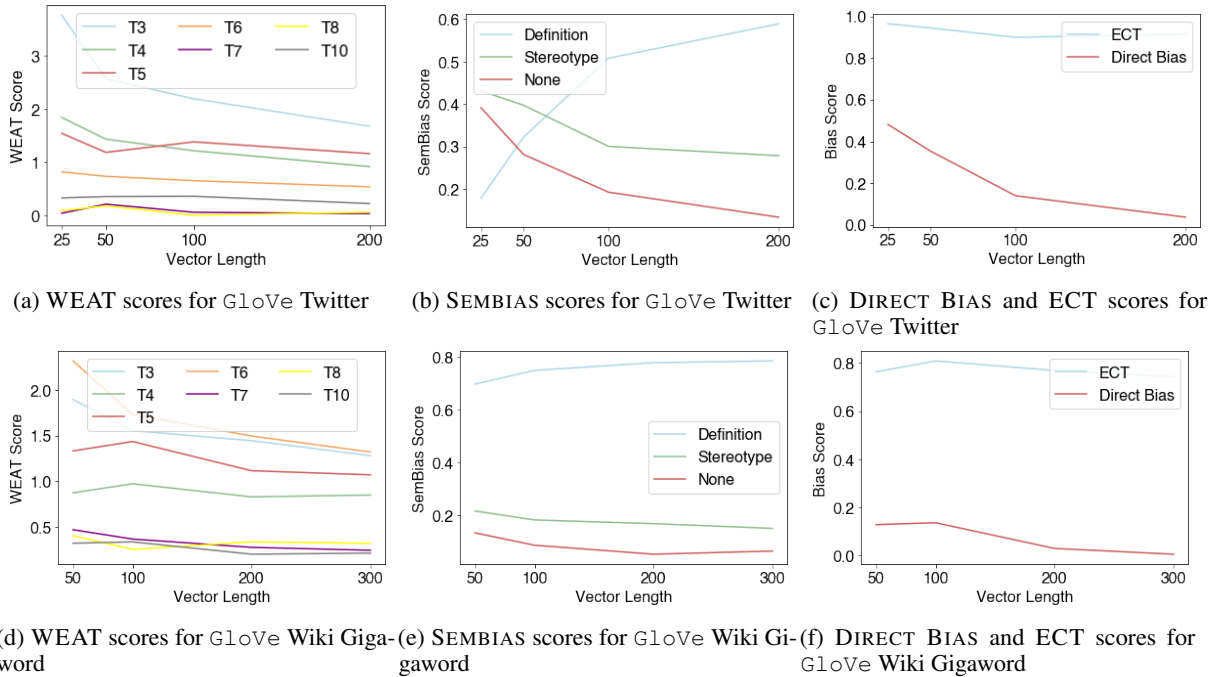 T3 T6 T8
T4 T7 T10
T5
WEAT Score
3
2
1
0
25 50 100 200
Vector Length
(a) WEAT scores for GloVe Twitter
Definition
Stereotype
None
SemBias Score
0.6
0.5
0.4
0.3
0.2
25 50 100 200
Vector Length
(b) SEMBIAS scores for GloVe Twitter
ECT
Direct Bias
Bias Score
1.0
0.8
0.6
0.4
0.2
0.0
25 50 100 200
Vector Length
(c) DIRECT BIAS and ECT scores for
GloVe Twitter
T3 T6 T8
T4 T7 T10
T5
WEAT Score
2.0
1.5
1.0
0.5
50 100 200 300
Vector Length
(d) WEAT scores for GloVe Wiki Giga-
word
Definition
Stereotype
None
SemBias Score
0.8
0.6
0.4
0.2
50 100 200 300
Vector Length
(e) SEMBIAS scores for GloVe Wiki Gi-
gaword
ECT
Direct Bias
Bias Score
0.8
0.6
0.4
0.2
0.0
50 100 200 300
Vector Length
(f) DIRECT BIAS and ECT scores for
GloVe Wiki Gigaword